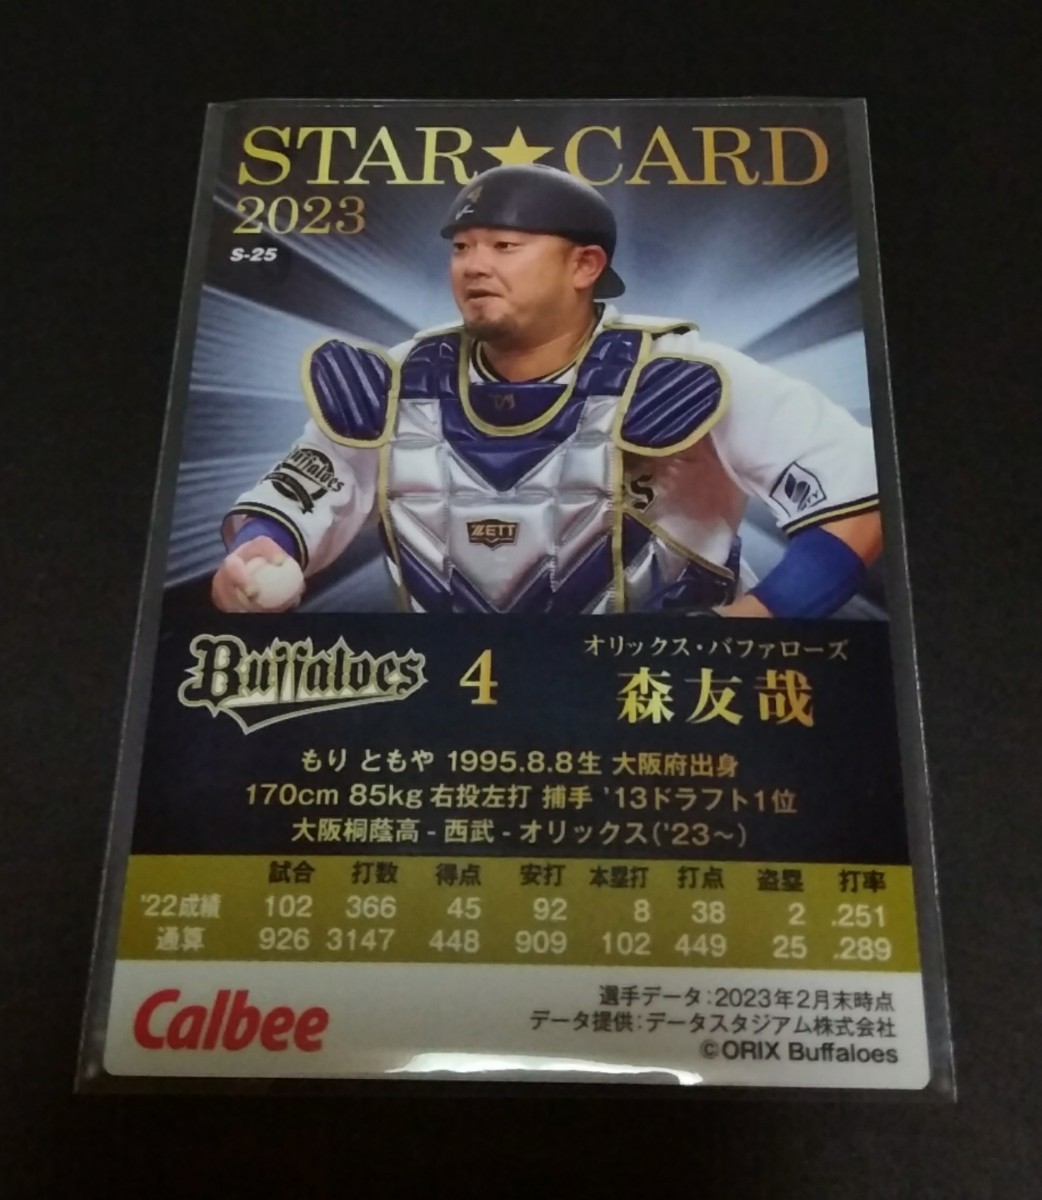 STAR★CARD
2023
S-25
4
Buffaloes
ZETT
Buffaloes 4
オリックス・バファローズ
森友哉
もり ともや 1995.8.8生 大阪府出身
170cm 85kg 右投左打 捕手 '13ドラフト1位
大阪桐蔭高 - 西武 - オリックス('23〜)
試合 打数 得点 安打 本塁打 打点 盗塁 打率
'22成績 102 366 45 92 8 38 2 .251
通算 926 3147 448 909 102 449 25 .289
Calbee
選手データ:2023年2月末時点
データ提供:データスタジアム株式会社
©ORIX Buffaloes